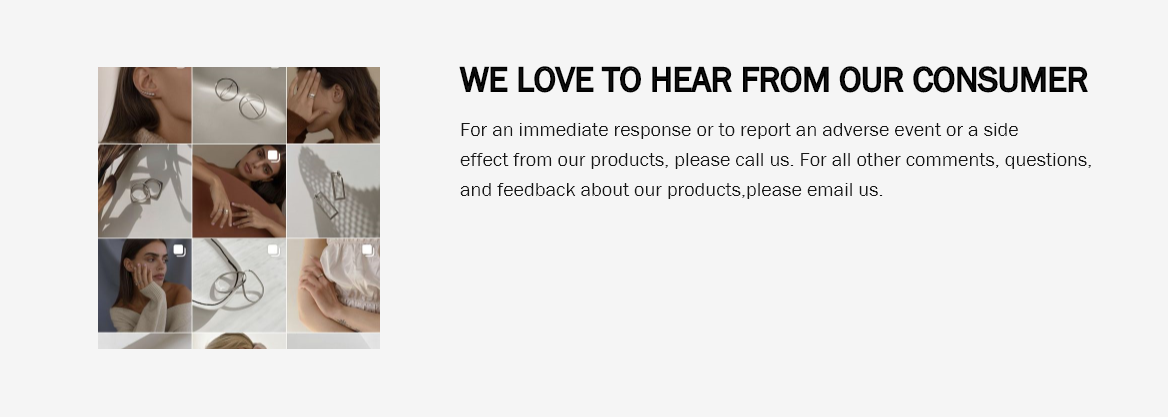 WE LOVE TO HEAR FROM OUR CONSUMER
For an immediate response or to report an adverse event or a side
effect from our products, please call us. For all other comments, questions,
and feedback about our products,please email us.